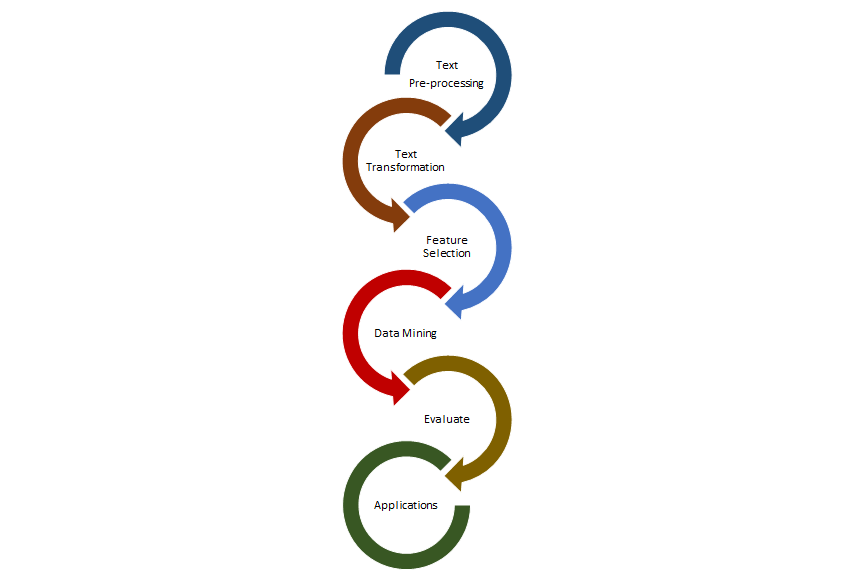 Text
Pre-processing
Text
Transformation
Feature
Selection
Data Mining
Evaluate
Applications